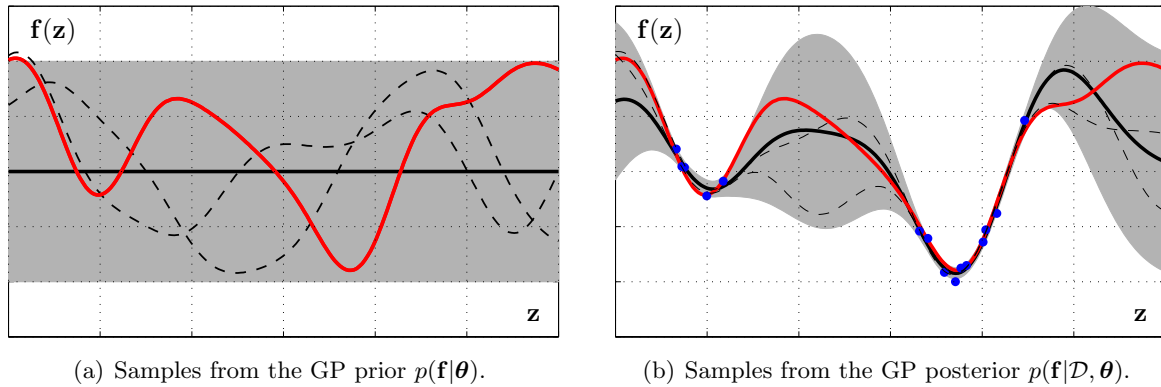 f(z)
z
(a) Samples from the GP prior p(f|θ).
f(z)
z
(b) Samples from the GP posterior p(f|D, θ).